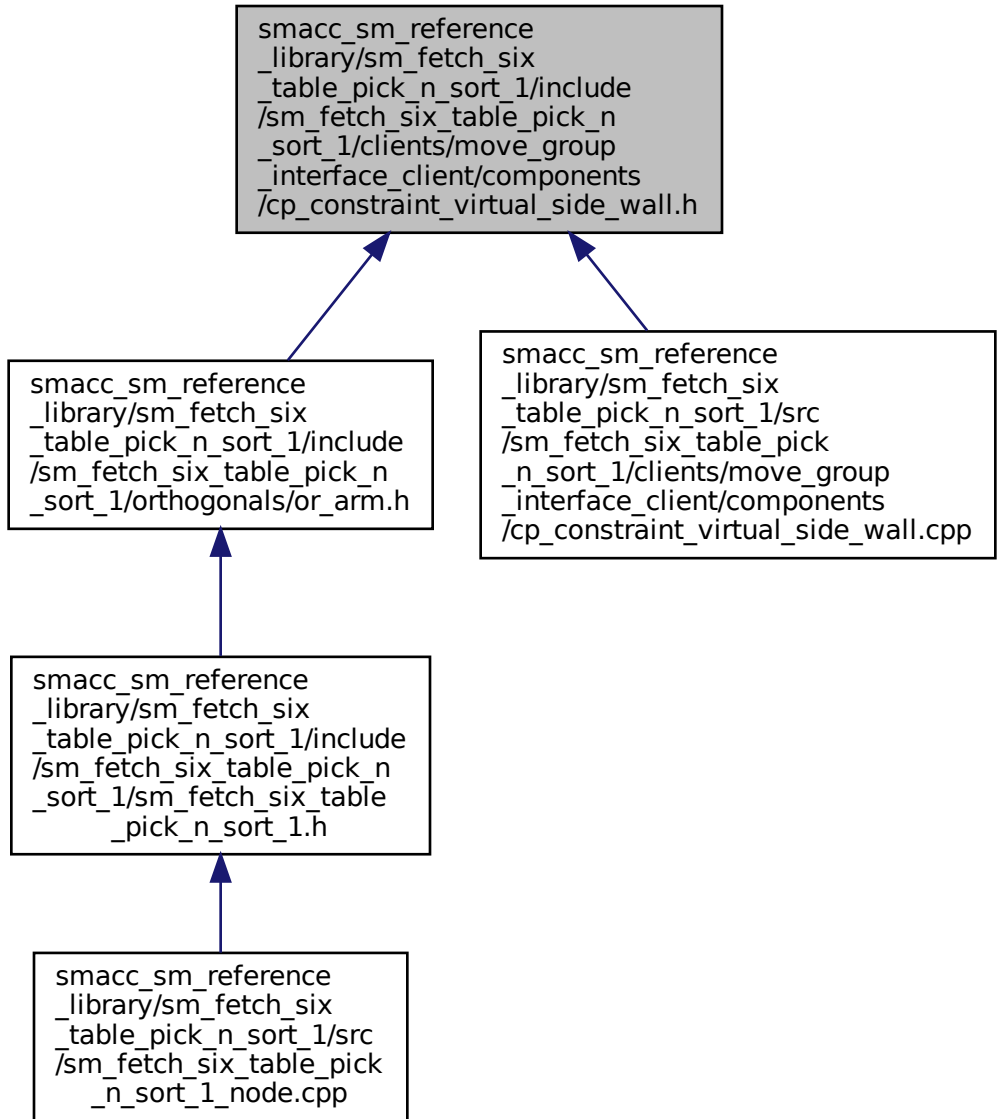 smacc_sm_reference
_library/sm_fetch_six
_table_pick_n_sort_1/include
/sm_fetch_six_table_pick_n
_sort_1/clients/move_group
_interface_client/components
/cp_constraint_virtual_side_wall.h
smacc_sm_reference
_library/sm_fetch_six
_table_pick_n_sort_1/include
/sm_fetch_six_table_pick_n
_sort_1/orthogonals/or_arm.h
smacc_sm_reference
_library/sm_fetch_six
_table_pick_n_sort_1/src
/sm_fetch_six_table_pick
_n_sort_1/clients/move_group
_interface_client/components
/cp_constraint_virtual_side_wall.cpp
smacc_sm_reference
_library/sm_fetch_six
_table_pick_n_sort_1/include
/sm_fetch_six_table_pick_n
_sort_1/sm_fetch_six_table
_pick_n_sort_1.h
smacc_sm_reference
_library/sm_fetch_six
_table_pick_n_sort_1/src
/sm_fetch_six_table_pick
_n_sort_1_node.cpp